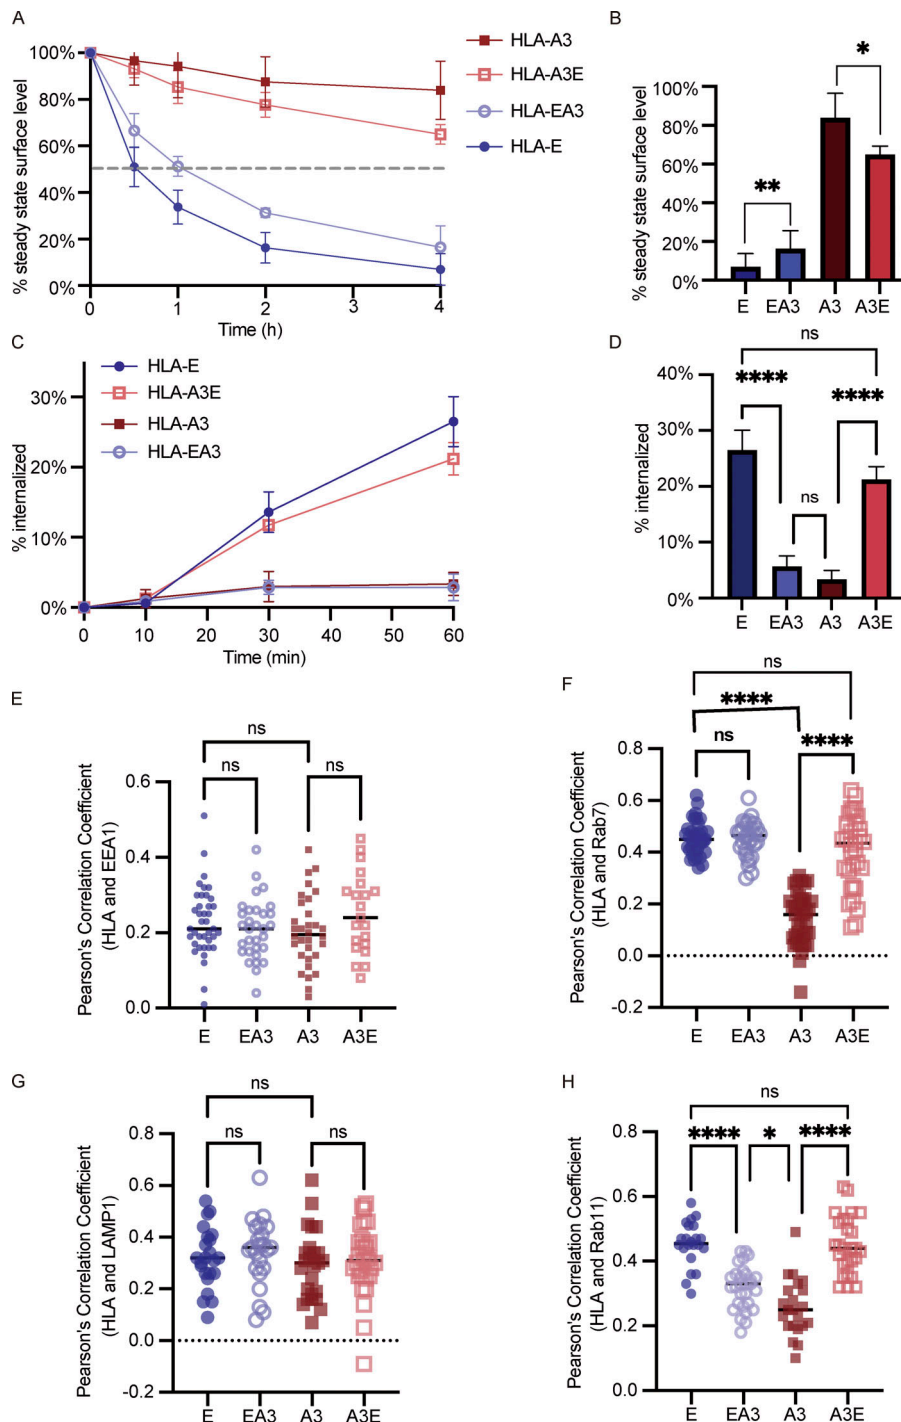 A
% steady state surface level
100%
80%
60%
40%
20%
0%
0
1
2
3
4
Time (h)
HLA-A3
HLA-A3E
HLA-EA3
HLA-E
B
% steady state surface level
100%
80%
60%
40%
20%
0%
**
*
E EA3 A3 A3E
C
% internalized
30%
20%
10%
0%
0 10 20 30 40 50 60
Time (min)
HLA-E
HLA-A3E
HLA-A3
HLA-EA3
D
% internalized
40%
30%
20%
10%
0%
ns
****
****
ns
E EA3 A3 A3E
E
Pearson's Correlation Coefficient
(HLA and EEA1)
0.6
0.4
0.2
0.0
ns
ns
ns
E EA3 A3 A3E
F
Pearson's Correlation Coefficient
(HLA and Rab7)
0.8
0.6
0.4
0.2
0.0
-0.2
ns
****
ns
****
E EA3 A3 A3E
G
Pearson's Correlation Coefficient
(HLA and LAMP1)
0.8
0.6
0.4
0.2
0.0
-0.2
ns
ns
ns
E EA3 A3 A3E
H
Pearson's Correlation Coefficient
(HLA and Rab11)
0.8
0.6
0.4
0.2
0.0
ns
****
*
****
E EA3 A3 A3E